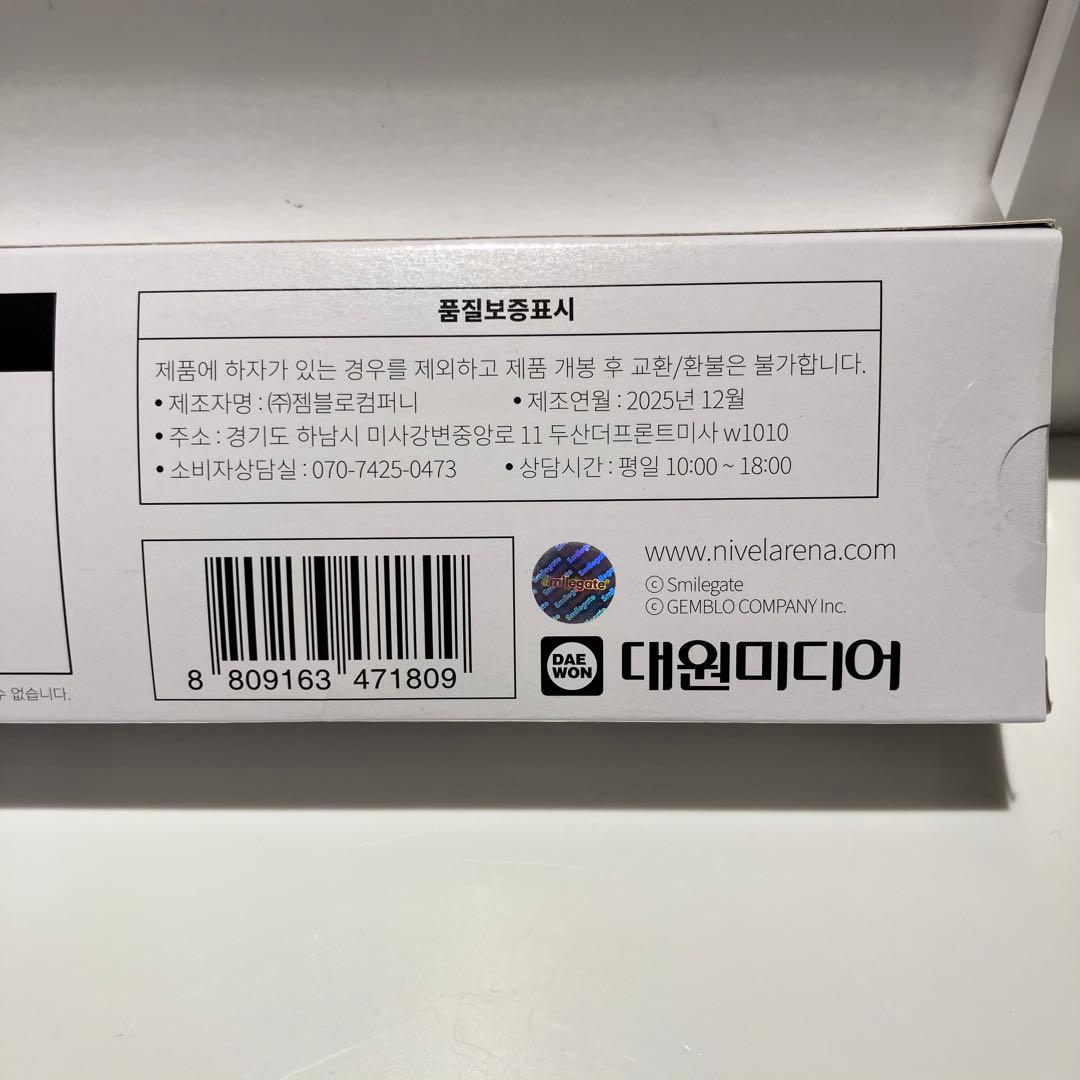 품질보증표시
제품에 하자가 있는 경우를 제외하고 제품 개봉 후 교환/환불은 불가합니다.
• 제조자명 : ㈜젬블로컴퍼니 • 제조연월 : 2025년 12월
• 주소 : 경기도 하남시 미사강변중앙로 11 두산더프론트미사 w1010
• 소비자상담실 : 070-7425-0473 • 상담시간 : 평일 10:00 ~ 18:00
8 809163 471809
Smilegate
www.nivelarena.com
ⓒ Smilegate
ⓒ GEMBLO COMPANY Inc.
DAE
WON
대원미디어
수 없습니다.